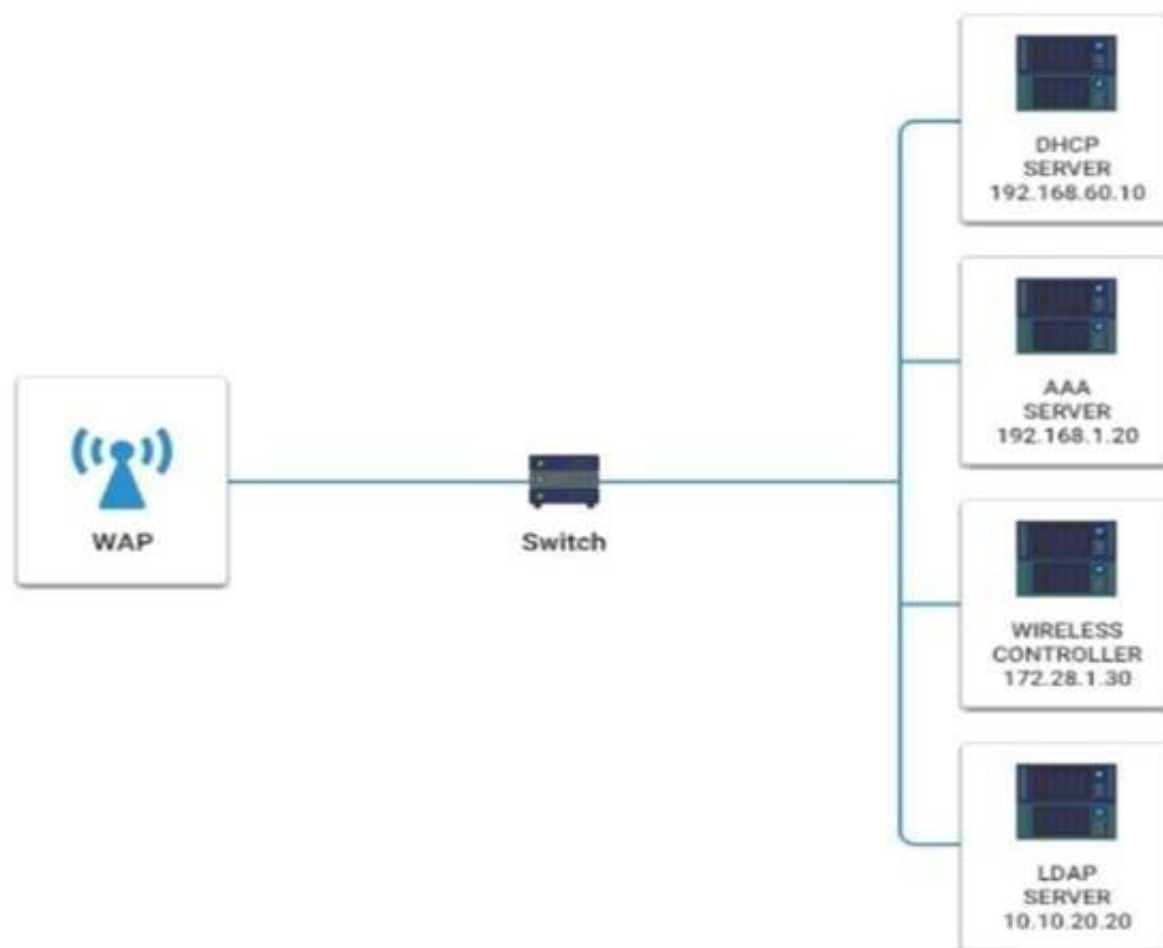 DHCP
SERVER
192.168.60.10
AAA
SERVER
192.168.1.20
WAP
Switch
WIRELESS
CONTROLLER
172.28.1.30
LDAP
SERVER
10.10.20.20